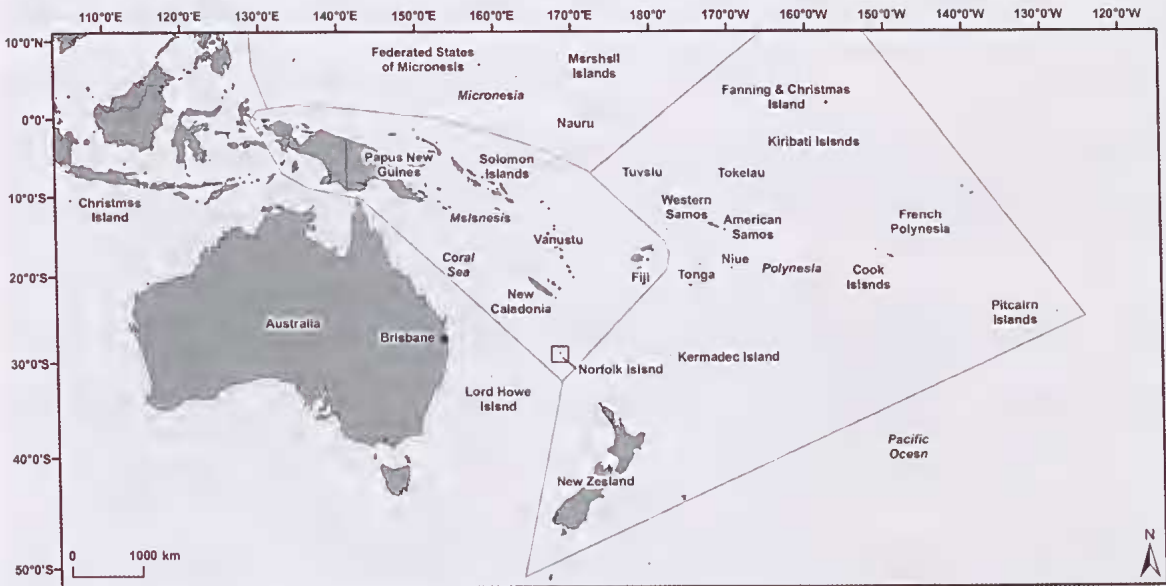 110°0'E 120°0'E 130°0'E 140°0'E 150°0'E 160°0'E 170°0'E 180°0' 170°0'W 160°0'W 150°0'W 140°0'W 130°0'W 120°0'W
10°0'N
0°0'
10°0'S
20°0'S
30°0'S
40°0'S
50°0'S
Federated States
of Micronesis
Msrshsll
Islands
Micronesia
Nauru
Fanning & Christmas
Island
Kiribati Islsnds
Papus New
Guines
Solomon
Islands
Tuvslu
Tokelau
Christmss
Island
Mslsnesis
Western
Samos
American
Samos
French
Polynesia
Vanustu
Coral
Sea
Fiji
Tonga
Niue
Polynesla
Cook
Islsnds
New
Caledonia
Pitcairn
Islands
Australia
Brisbane
Norfolk Islsnd
Kermadec Island
Lord Howe
Islsnd
Pacific
Ocesn
New Zesland
0 1000 km
N